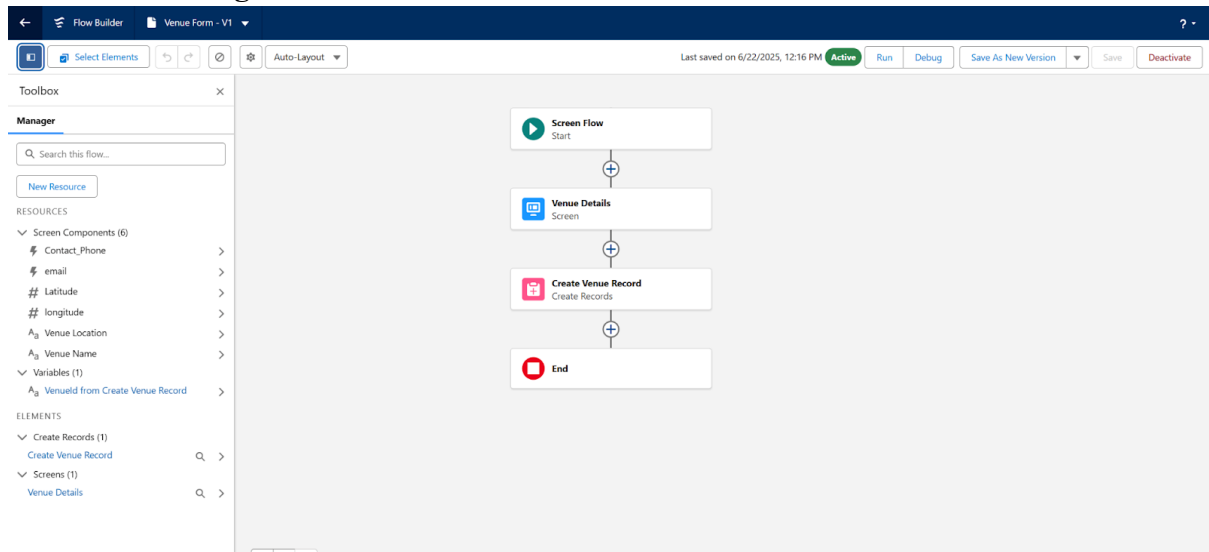 Flow Builder Venue Form - V1 ?
Select Elements Auto-Layout Last saved on 6/22/2025, 12:16 PM Active Run Debug Save As New Version Save Deactivate
Toolbox
Manager
Search this flow...
New Resource
RESOURCES
Screen Components (6)
Contact_Phone
email
Latitude
longitude
Venue Location
Venue Name
Variables (1)
VenueId from Create Venue Record
ELEMENTS
Create Records (1)
Create Venue Record
Screens (1)
Venue Details
Screen Flow
Start
Venue Details
Screen
Create Venue Record
Create Records
End